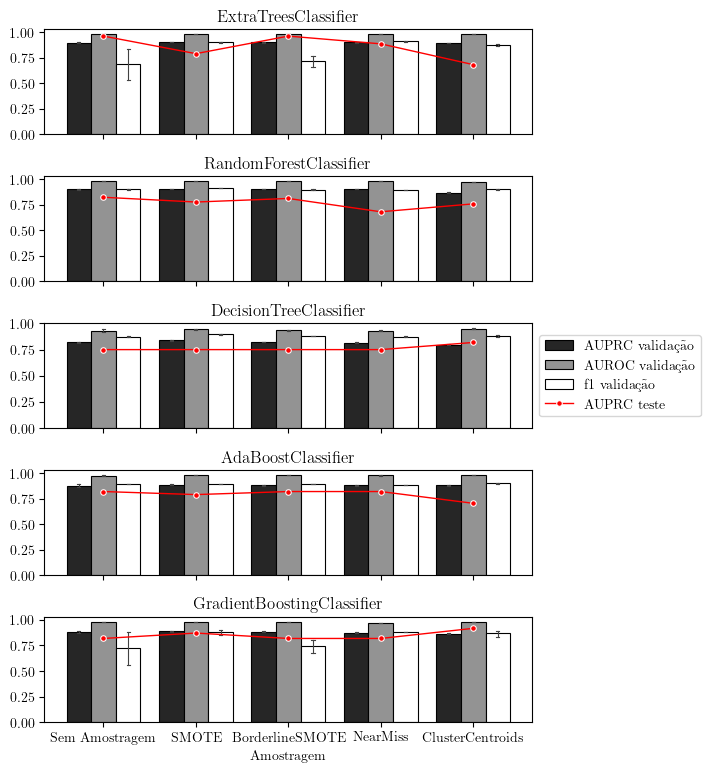 ExtraTreesClassifier
1.00
0.75
0.50
0.25
0.00
RandomForestClassifier
1.00
0.75
0.50
0.25
0.00
DecisionTreeClassifier
1.00
0.75
0.50
0.25
0.00
AUPRC validação
AUROC validação
f1 validação
AUPRC teste
AdaBoostClassifier
1.00
0.75
0.50
0.25
0.00
GradientBoostingClassifier
1.00
0.75
0.50
0.25
0.00
Sem Amostragem SMOTE BorderlineSMOTE NearMiss ClusterCentroids
Amostragem